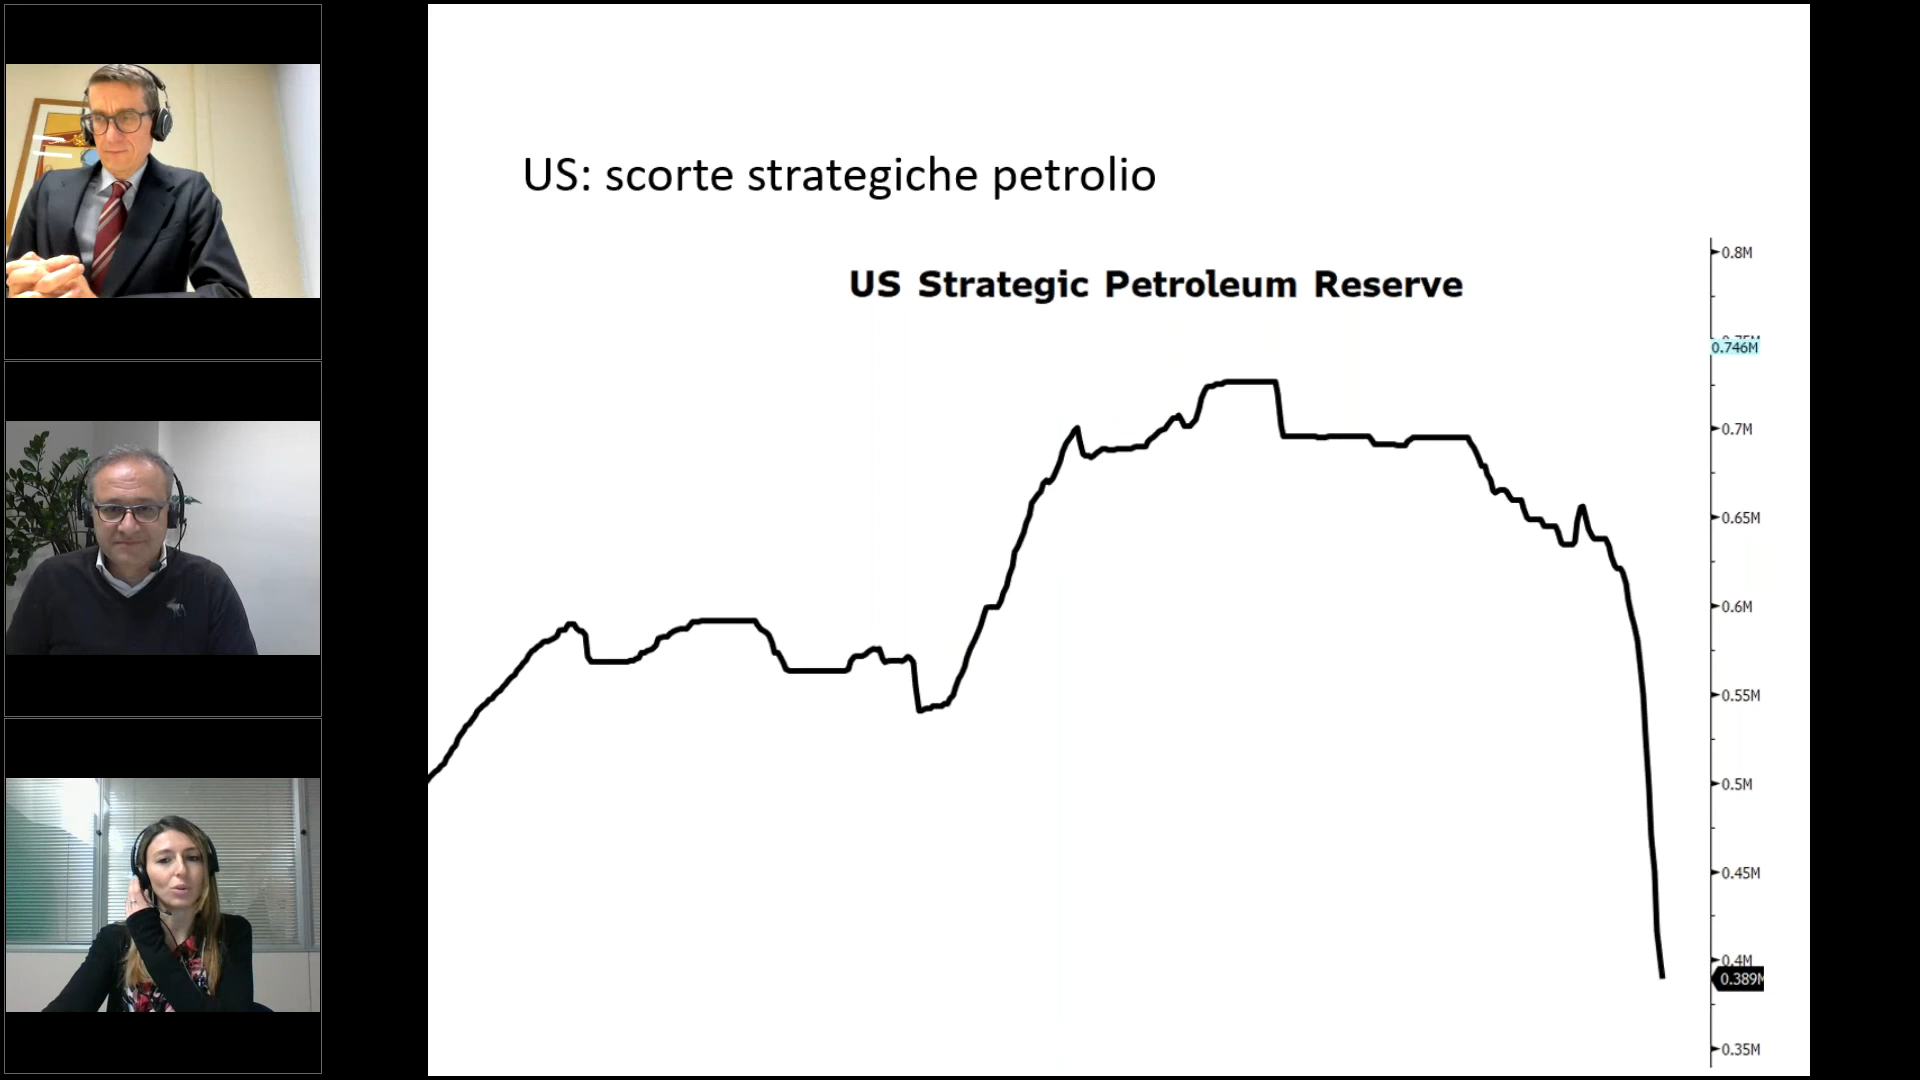 US: scorte strategiche petrolio
US Strategic Petroleum Reserve
0.8M
0.746M
0.7M
0.65M
0.6M
0.55M
0.5M
0.45M
0.4M
0.389M
0.35M